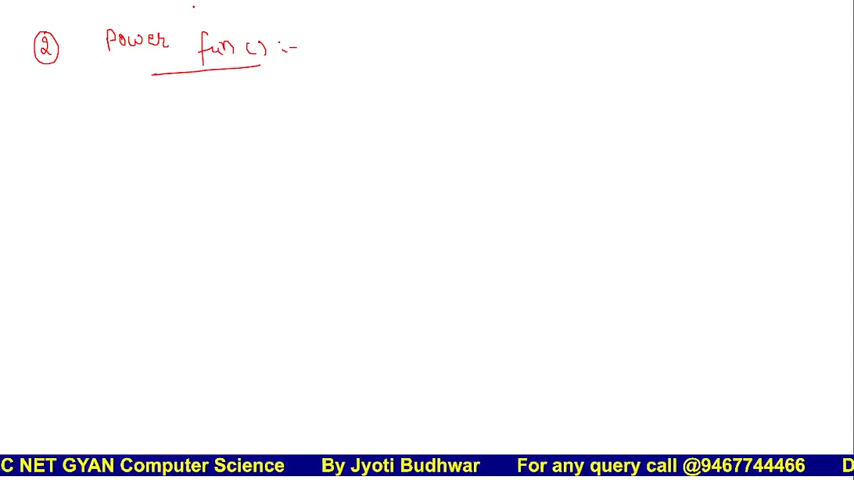 ② Power fun() :-
C NET GYAN Computer Science By Jyoti Budhwar For any query call @9467744466 D